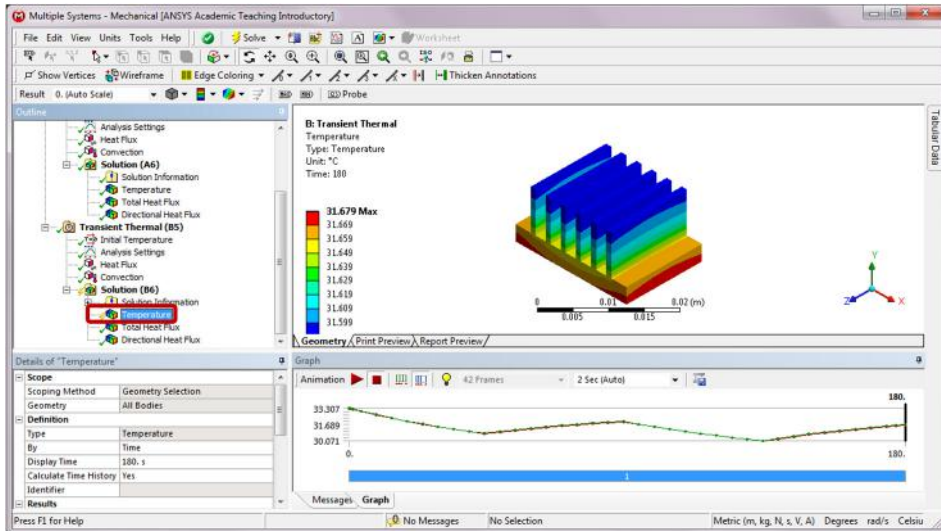 Multiple Systems - Mechanical [ANSYS Academic Teaching Introductory]
File Edit View Units Tools Help Solve Worksheet
Show Vertices Wireframe Edge Coloring Thicken Annotations
Result 0. (Auto Scale) Probe
Outline
Analysis Settings
Heat Flux
Convection
Solution (A6)
Solution Information
Temperature
Total Heat Flux
Directional Heat Flux
Transient Thermal (B5)
Initial Temperature
Analysis Settings
Heat Flux
Convection
Solution (B6)
Solution Information
Temperature
Total Heat Flux
Directional Heat Flux
B: Transient Thermal
Temperature
Type: Temperature
Unit: °C
Time: 180
31.679 Max
31.669
31.659
31.649
31.639
31.629
31.619
31.609
31.599
0 0.01 0.02 (m)
0.005 0.015
Y
Z X
Tabular Data
Geometry Print Preview Report Preview
Details of "Temperature"
Scope
Scoping Method Geometry Selection
Geometry All Bodies
Definition
Type Temperature
By Time
Display Time 180. s
Calculate Time History Yes
Identifier
Results
Graph
Animation 42 Frames 2 Sec (Auto)
180.
33.307
31.689
30.071
0. 180.
1
Messages Graph
Press F1 for Help No Messages No Selection Metric (m, kg, N, s, V, A) Degrees rad/s Celsiu